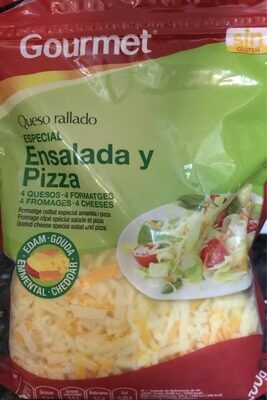 Gourmet
sin
GLUTEN
Queso rallado
ESPECIAL
Ensalada y
Pizza
4 QUESOS · 4 FORMATGES
4 FROMAGES · 4 CHEESES
Formatge ratllat especial amanida i pizza
Fromage râpé spécial salade et pizza
Grated cheese special salad und pizza
EDAM · GOUDA
EMMENTAL · CHEDDAR